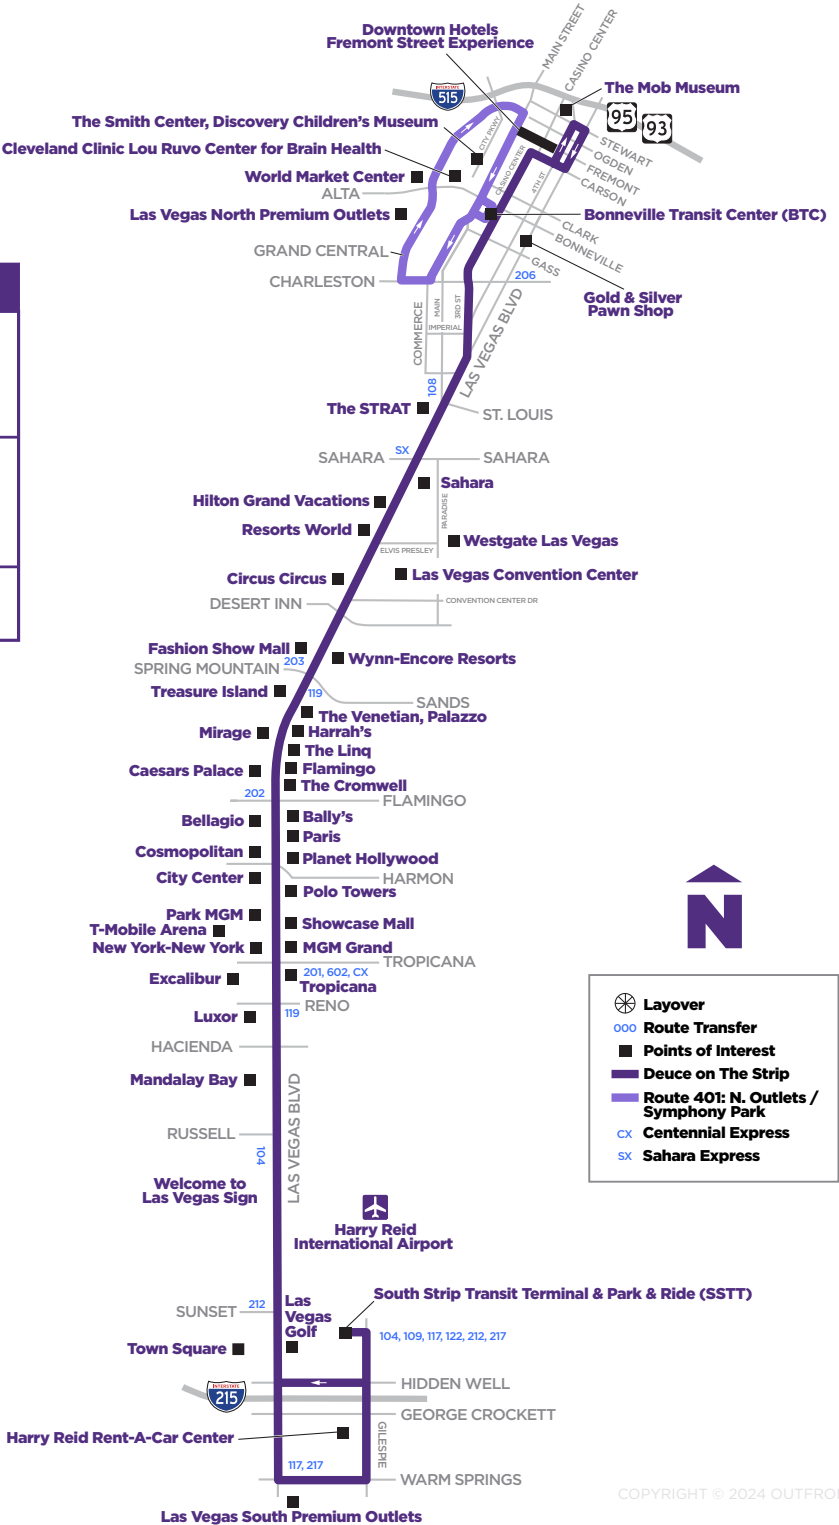 Downtown Hotels
Fremont Street Experience
MAIN STREET
CASINO CENTER
INTERSTATE
515
The Mob Museum
95
93
The Smith Center, Discovery Children's Museum
CITY PKWY
STEWART
Cleveland Clinic Lou Ruvo Center for Brain Health
OGDEN
World Market Center
CASINO CENTER
4TH ST
FREMONT
ALTA
CARSON
Las Vegas North Premium Outlets
Bonneville Transit Center (BTC)
CLARK
BONNEVILLE
GRAND CENTRAL
GASS
CHARLESTON
206
Gold & Silver
Pawn Shop
COMMERCE
MAIN
3RD ST
IMPERIAL
LAS VEGAS BLVD
108
The STRAT
ST. LOUIS
SX
SAHARA
SAHARA
Sahara
Hilton Grand Vacations
PARADISE
Resorts World
Westgate Las Vegas
ELVIS PRESLEY
Circus Circus
Las Vegas Convention Center
DESERT INN
CONVENTION CENTER DR
Fashion Show Mall
203
Wynn-Encore Resorts
SPRING MOUNTAIN
Treasure Island
119
SANDS
The Venetian, Palazzo
Mirage
Harrah's
The Linq
Caesars Palace
Flamingo
The Cromwell
202
FLAMINGO
Bellagio
Bally's
Paris
Cosmopolitan
Planet Hollywood
City Center
HARMON
Polo Towers
Park MGM
Showcase Mall
T-Mobile Arena
New York-New York
MGM Grand
TROPICANA
201, 602, CX
Excalibur
Tropicana
RENO
Luxor
119
HACIENDA
Mandalay Bay
LAS VEGAS BLVD
RUSSELL
104
Welcome to
Las Vegas Sign
Harry Reid
International Airport
South Strip Transit Terminal & Park & Ride (SSTT)
SUNSET
212
Las
Vegas
Golf
104, 109, 117, 122, 212, 217
Town Square
HIDDEN WELL
INTERSTATE
215
GEORGE CROCKETT
Harry Reid Rent-A-Car Center
GILESPIE
117, 217
WARM SPRINGS
Las Vegas South Premium Outlets
N
Layover
000 Route Transfer
Points of Interest
Deuce on The Strip
Route 401: N. Outlets /
Symphony Park
CX Centennial Express
SX Sahara Express
COPYRIGHT © 2024 OUTFRO